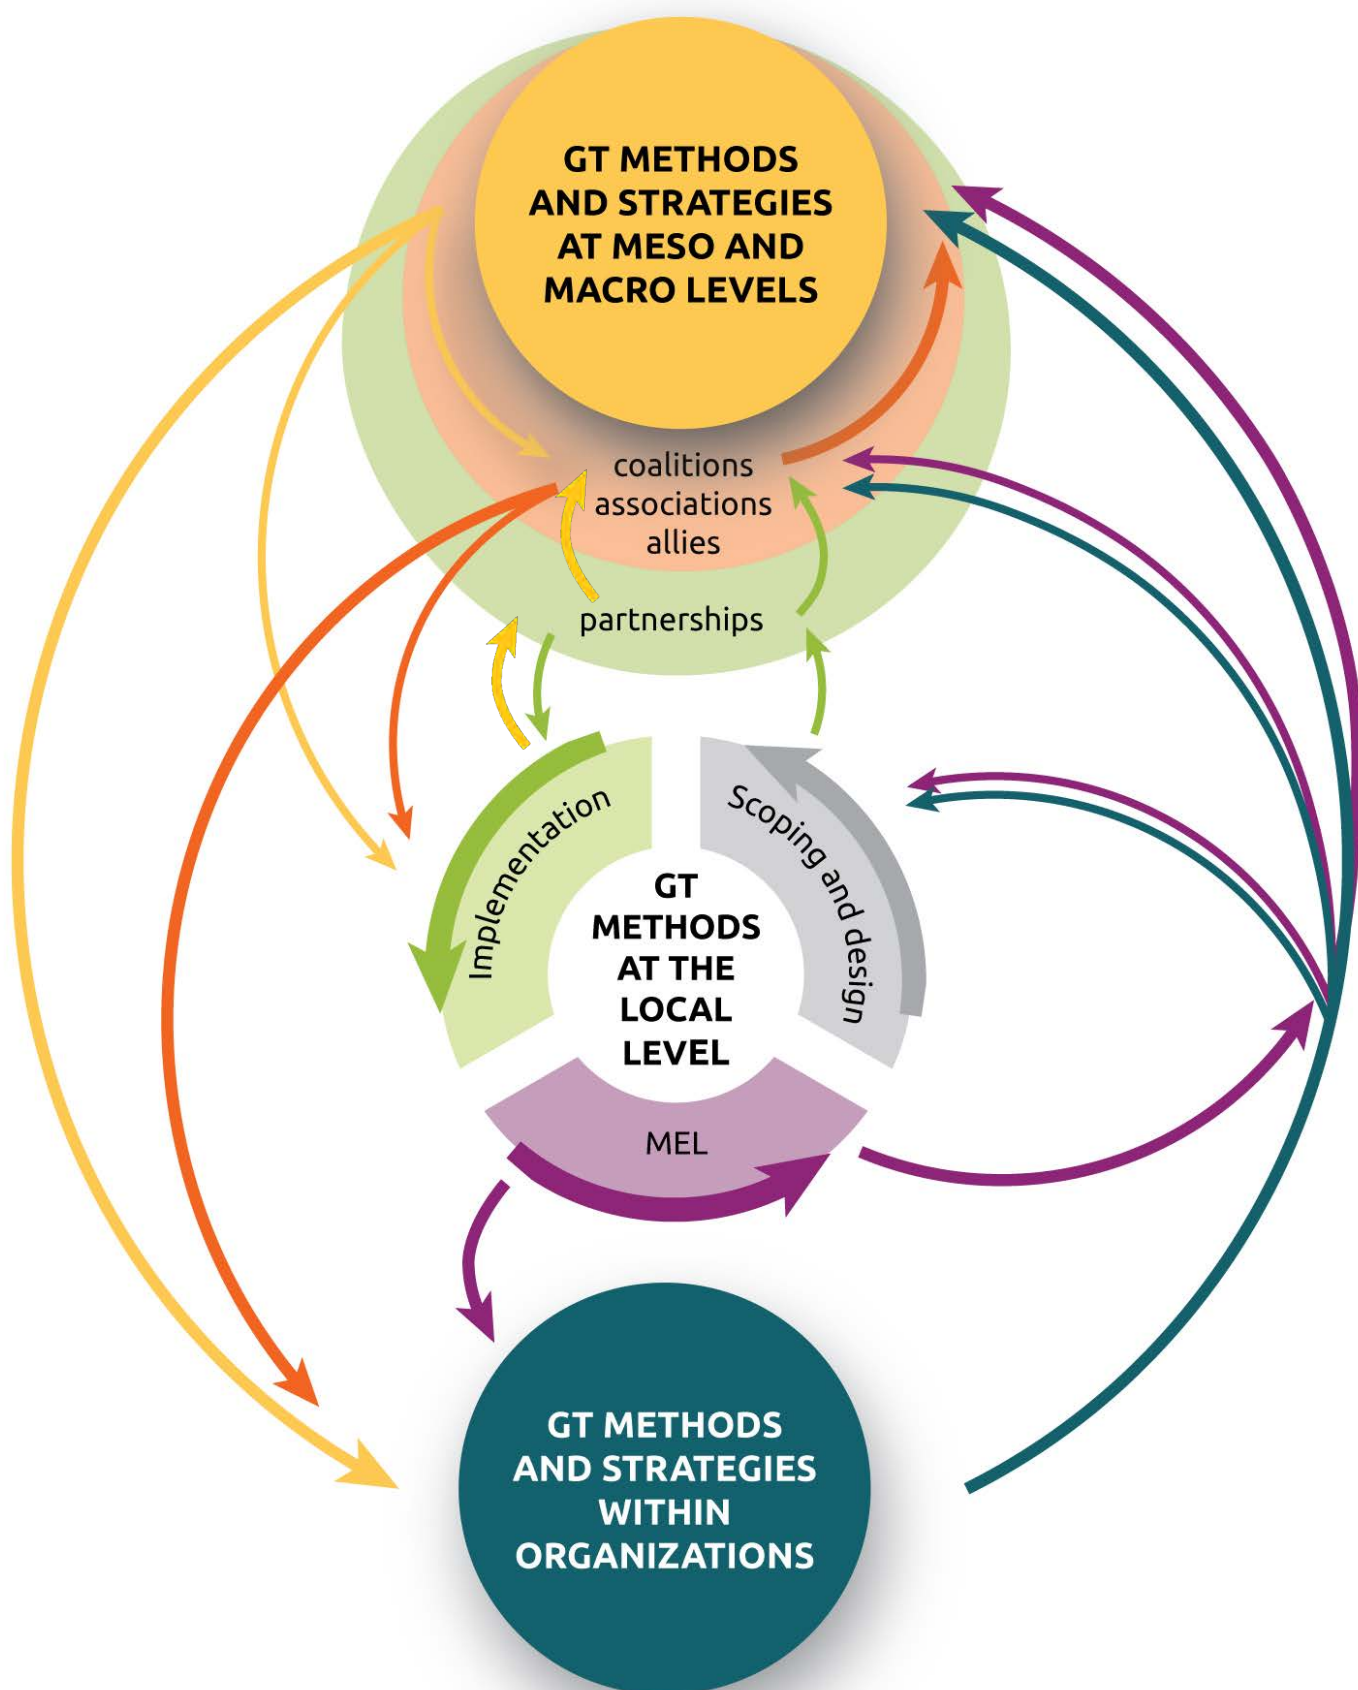 GT METHODS
AND STRATEGIES
AT MESO AND
MACRO LEVELS
coalitions
associations
allies
partnerships
Implementation
Scoping and design
GT
METHODS
AT THE
LOCAL
LEVEL
MEL
GT METHODS
AND STRATEGIES
WITHIN
ORGANIZATIONS